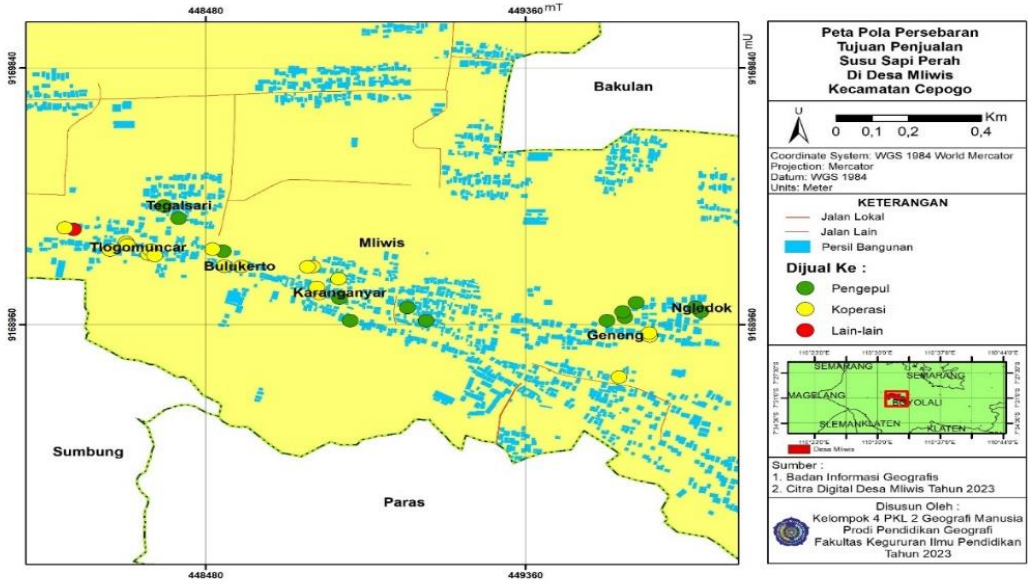 448480
449360
mT
9169840
9169840
mU
Bakulan
Tegalsari
Tlogomuncar
Mliwis
Bulukerto
Karanganyar
Ngledok
Geneng
9168960
9168960
Sumbung
Paras
448480
449360
Peta Pola Persebaran
Tujuan Penjualan
Susu Sapi Perah
Di Desa Mliwis
Kecamatan Cepogo
U
Km
0 0,1 0,2 0,4
Coordinate System: WGS 1984 World Mercator
Projection: Mercator
Datum: WGS 1984
Units: Meter
KETERANGAN
Jalan Lokal
Jalan Lain
Persil Bangunan
Dijual Ke :
Pengepul
Koperasi
Lain-lain
SEMARANG
SEMARANG
MAGELANG
BOYOLALI
SLEMAN
KLATEN
KLATEN
Desa Mliwis
Sumber :
1. Badan Informasi Geografis
2. Citra Digital Desa Mliwis Tahun 2023
Disusun Oleh :
Kelompok 4 PKL 2 Geografi Manusia
Prodi Pendidikan Geografi
Fakultas Kegururan Ilmu Pendidikan
Tahun 2023